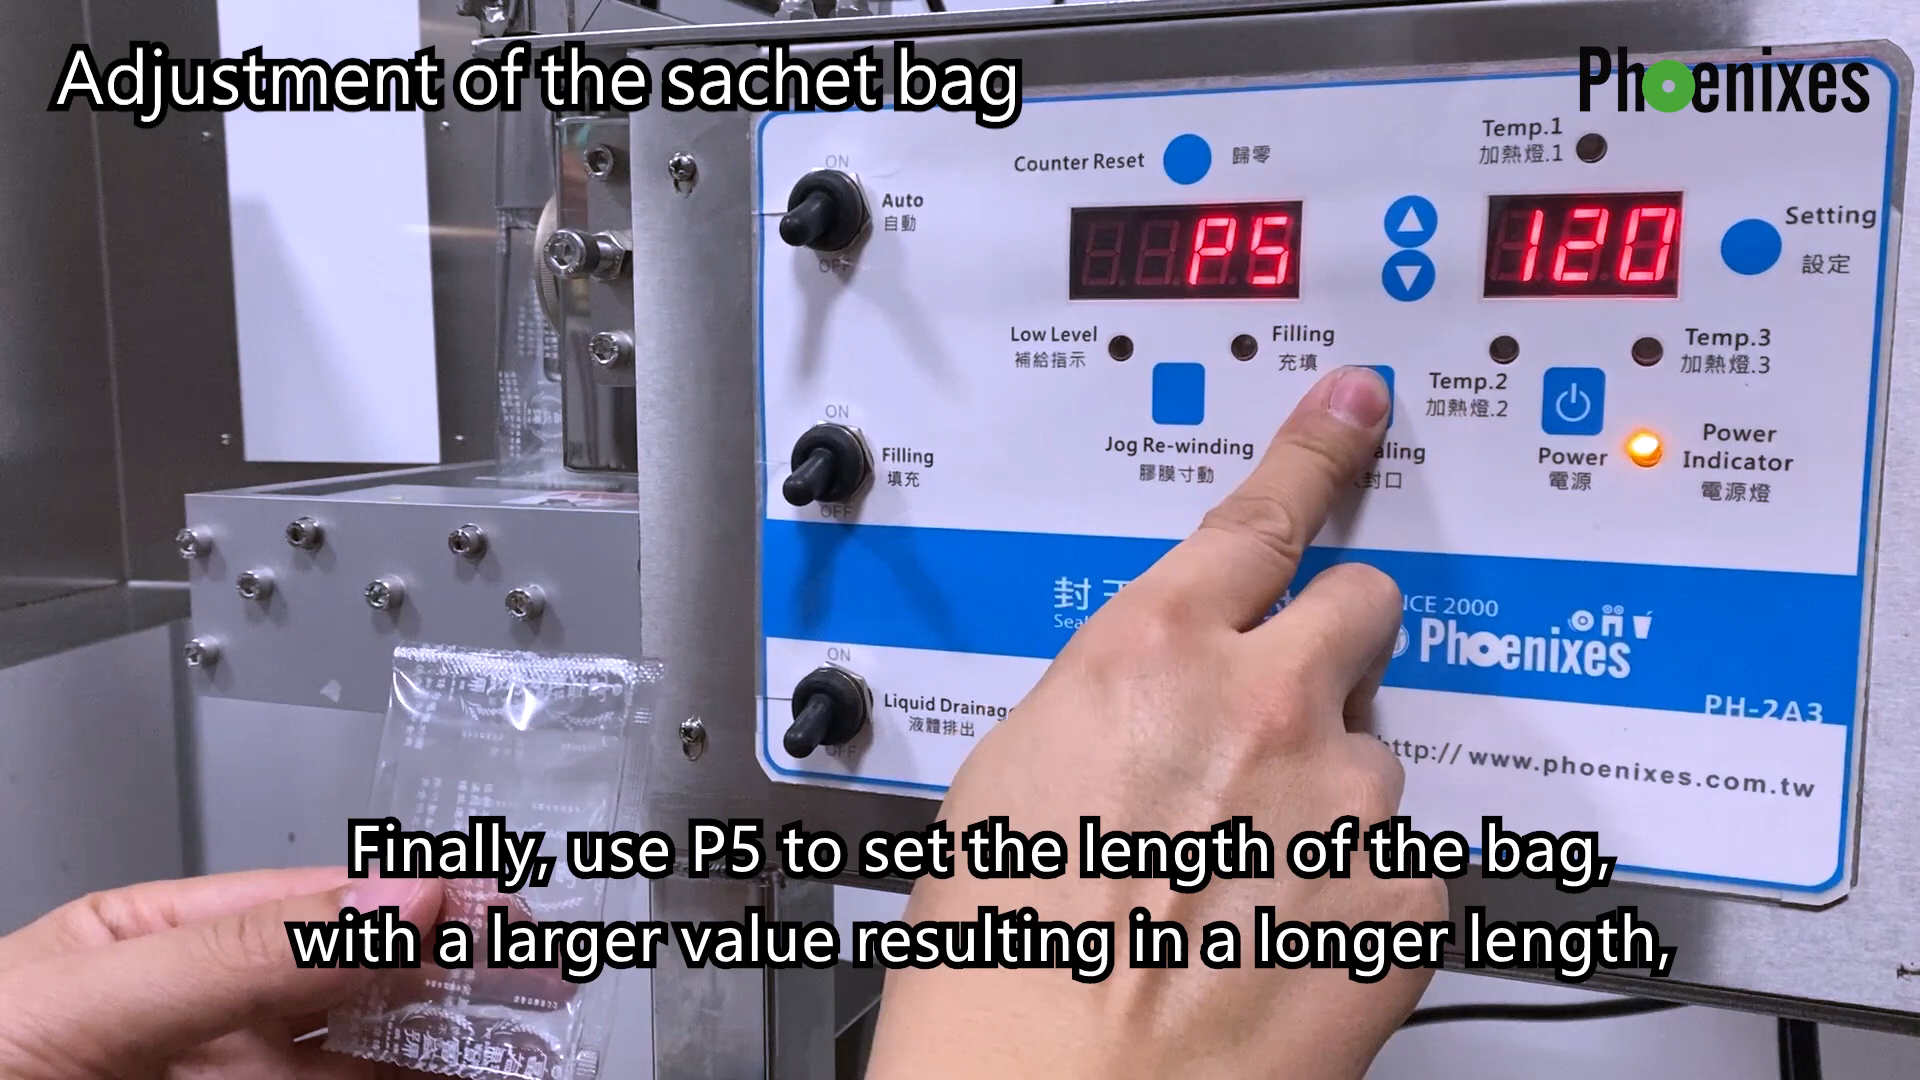 Adjustment of the sachet bag
Phoenixes
ON
Auto
自動
OFF
Counter Reset
歸零
P5
Temp.1
加熱燈.1
120
Setting
設定
Low Level
補給指示
Filling
充填
Temp.2
加熱燈.2
Temp.3
加熱燈.3
Jog Re-winding
膠膜寸動
封口
Power
電源
Power
Indicator
電源燈
ON
Filling
填充
OFF
封
SINCE 2000
Phoenixes
PH-2A3
ON
Liquid Drainage
液體排出
OFF
http:// www.phoenixes.com.tw
Finally, use P5 to set the length of the bag,
with a larger value resulting in a longer length,